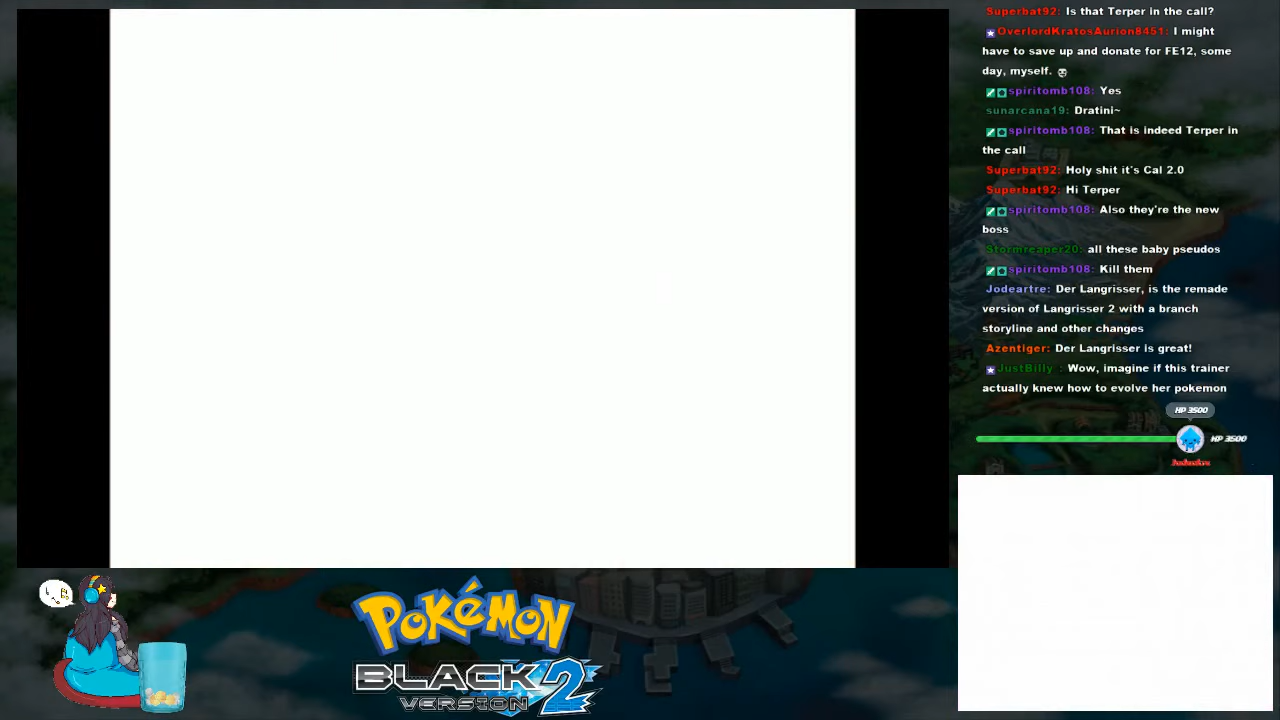 Superbat92: Is that Terper in the call?
OverlordKratosAurion8451: I might
have to save up and donate for FE12, some
day, myself.
spiritomb108: Yes
sunarcana19: Dratini~
spiritomb108: That is indeed Terper in
the call
Superbat92: Holy shit it's Cal 2.0
Superbat92: Hi Terper
spiritomb108: Also they're the new
boss
Stormreaper20: all these baby pseudos
spiritomb108: Kill them
Jodeartre: Der Langrisser, is the remade
version of Langrisser 2 with a branch
storyline and other changes
Azentiger: Der Langrisser is great!
JustBilly : Wow, imagine if this trainer
actually knew how to evolve her pokemon
HP 3500
HP 3500
POKéMON
BLACK 2
VERSION